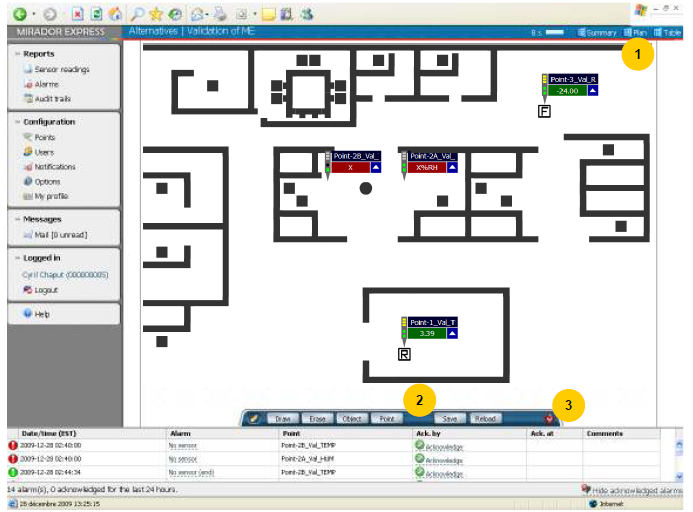 MIRADOR EXPRESS
Alternatives | Validation of ME
8 s.
Summary
Plan
Table
1
Reports
Sensor readings
Alarms
Audit trails
Configuration
Points
Users
Notifications
Options
My profile
Messages
Mail [0 unread]
Logged in
Cyril Chaput (000000005)
Logout
Help
Point-3_Val_R
-24.00
F
Point-2B_Val_
X
Point-2A_Val_
X%RH
Point-1_Val_T
3.39
R
2
3
Draw
Erase
Object
Point
Save
Reload
Date/time (EST) Alarm Point Ack. by Ack. at Comments
2009-12-28 02:40:00 No sensor Point-2B_Val_TEMP Acknowledge
2009-12-28 02:40:00 No sensor Point-2A_Val_HUM Acknowledge
2009-12-28 02:44:34 No sensor (end) Point-2B_Val_TEMP Acknowledge
14 alarm(s), 0 acknowledged for the last 24 hours.
Hide acknowledged alarms
28 décembre 2009 13:25:15
Internet